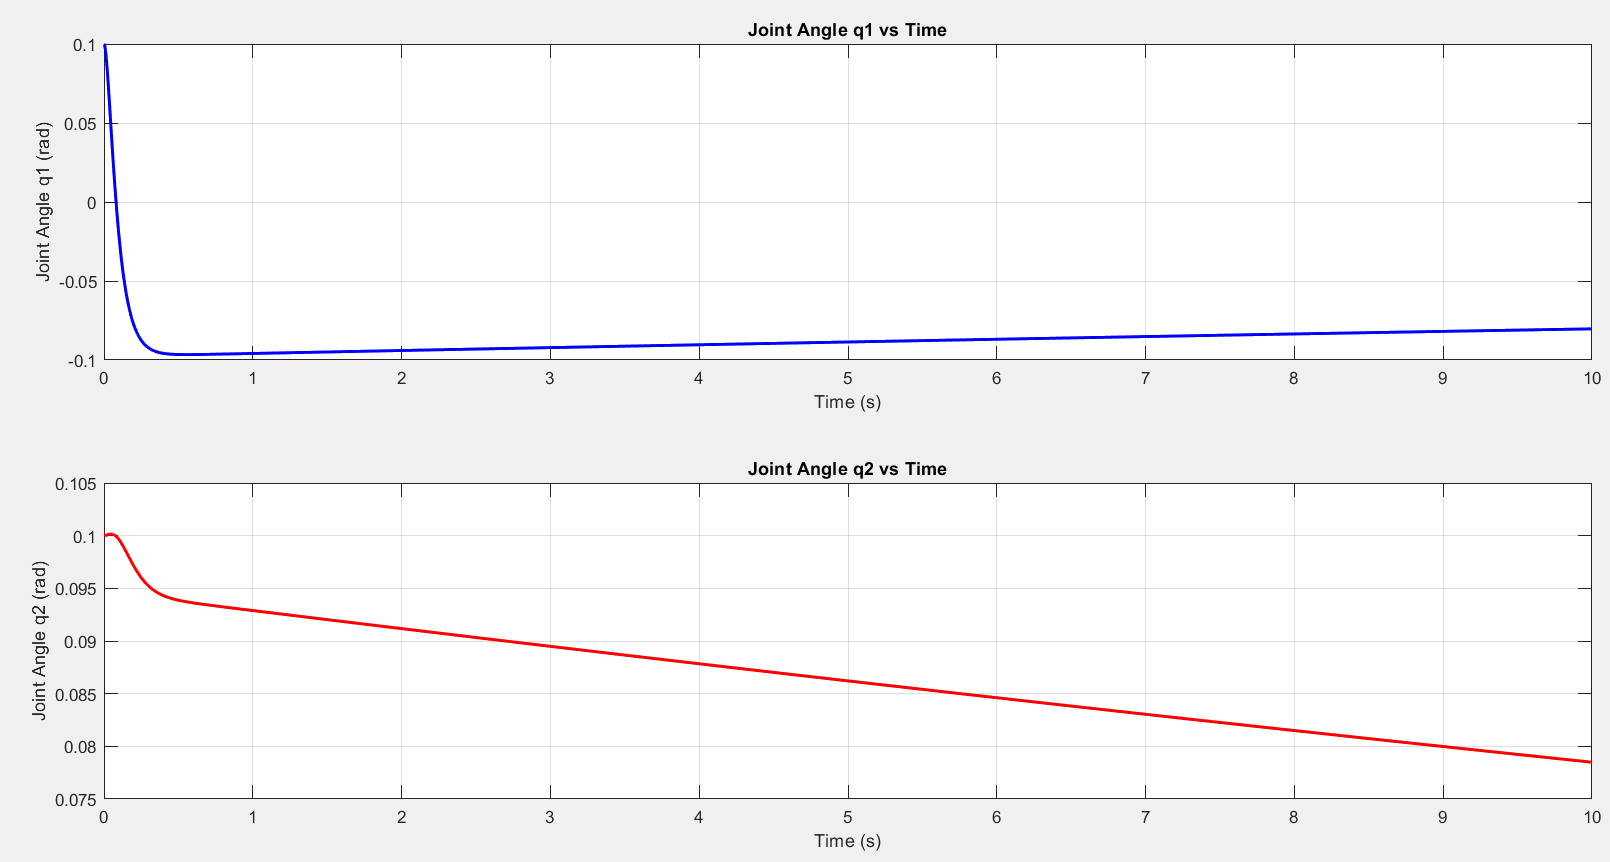 Joint Angle q1 vs Time
0.1
0.05
0
-0.05
-0.1
Joint Angle q1 (rad)
0 1 2 3 4 5 6 7 8 9 10
Time (s)
Joint Angle q2 vs Time
0.105
0.1
0.095
0.09
0.085
0.08
0.075
Joint Angle q2 (rad)
0 1 2 3 4 5 6 7 8 9 10
Time (s)